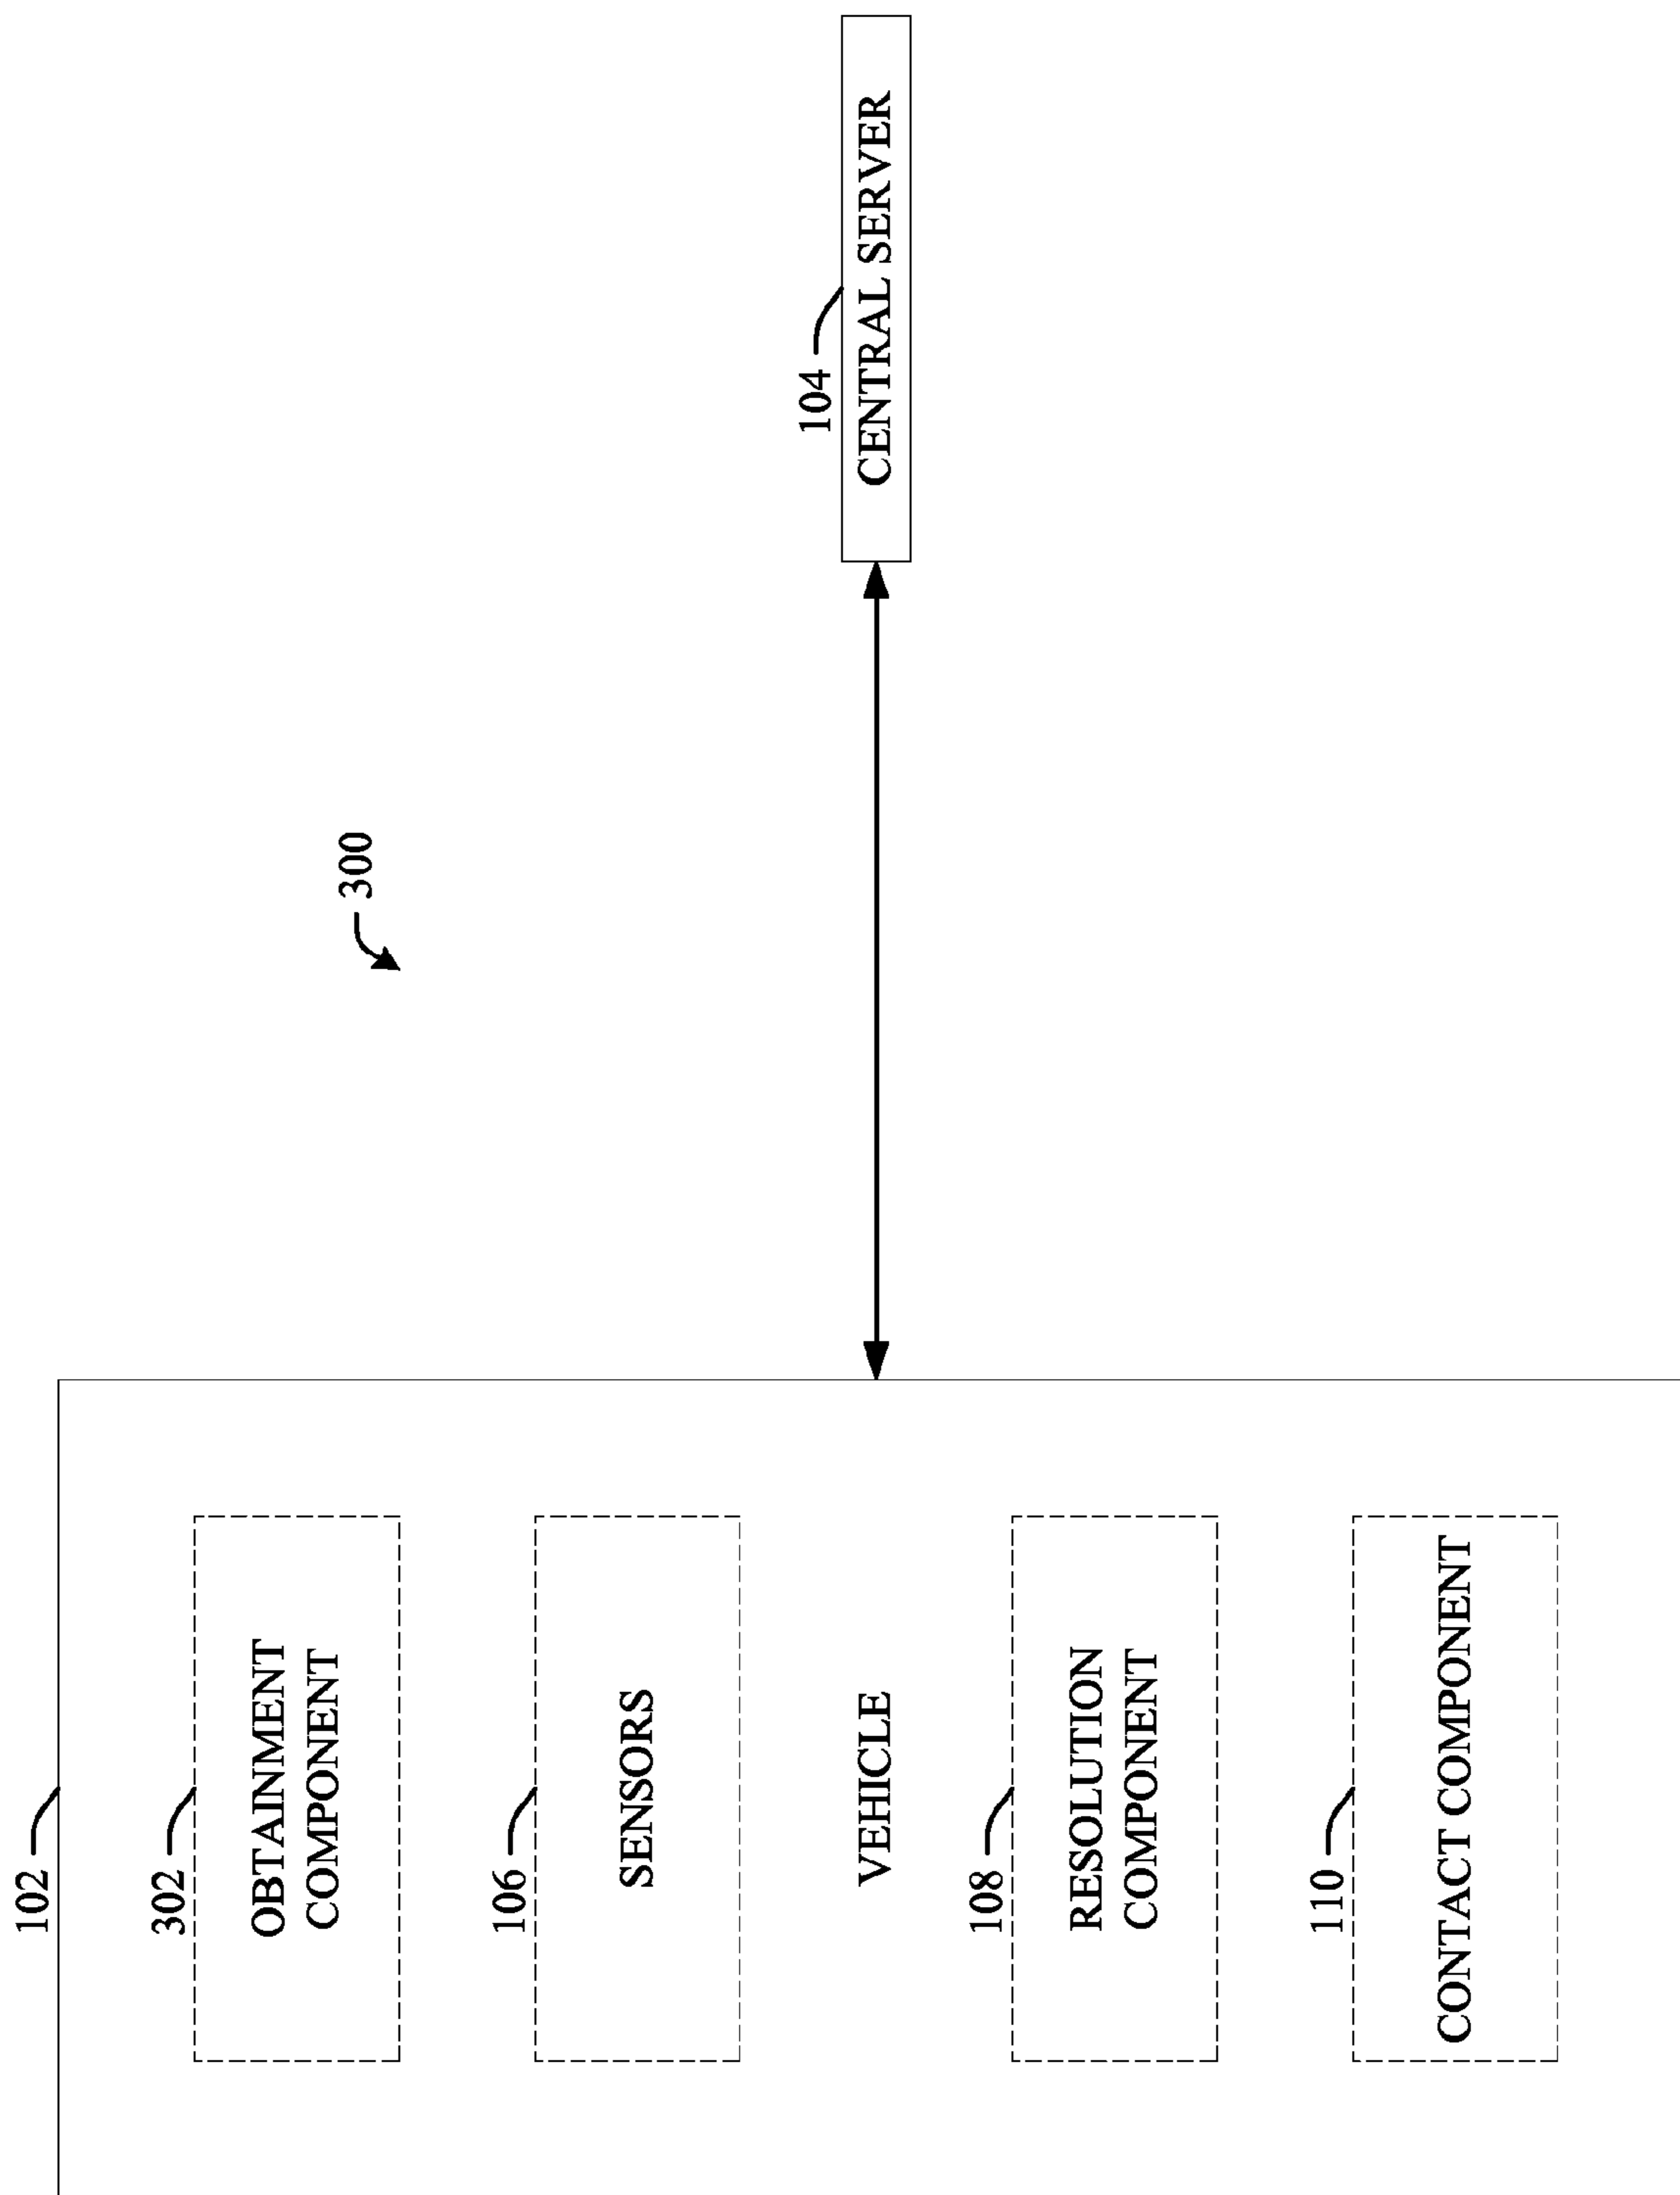 300
102
302
OBTAINMENT
COMPONENT
106
SENSORS
VEHICLE
108
RESOLUTION
COMPONENT
110
CONTACT COMPONENT
104
CENTRAL SERVER